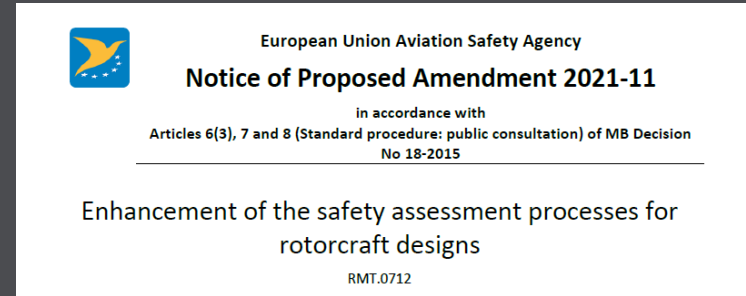 European Union Aviation Safety Agency
Notice of Proposed Amendment 2021-11
in accordance with
Articles 6(3), 7 and 8 (Standard procedure: public consultation) of MB Decision
No 18-2015
Enhancement of the safety assessment processes for
rotorcraft designs
RMT.0712